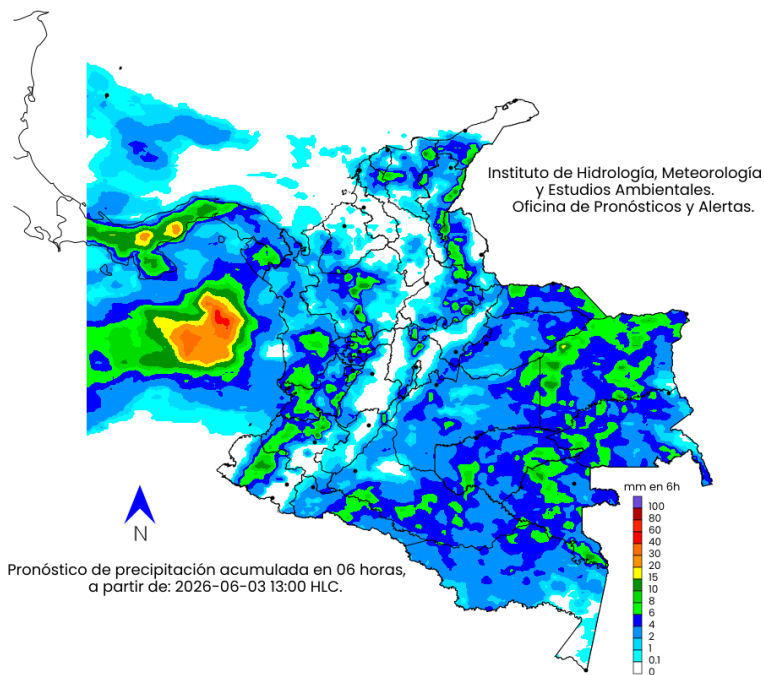 Instituto de Hidrología, Meteorología
y Estudios Ambientales.
Oficina de Pronósticos y Alertas.
N
Pronóstico de precipitación acumulada en 06 horas,
a partir de: 2026-06-03 13:00 HLC.
mm en 6h
100
80
60
40
30
20
15
10
8
6
4
2
1
0.1
0